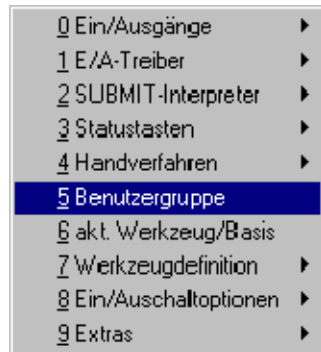 0 Ein/Ausgänge
1 E/A-Treiber
2 SUBMIT-Interpreter
3 Statustasten
4 Handverfahren
5 Benutzergruppe
6 akt. Werkzeug/Basis
7 Werkzeugdefinition
8 Ein/Auschaltoptionen
9 Extras